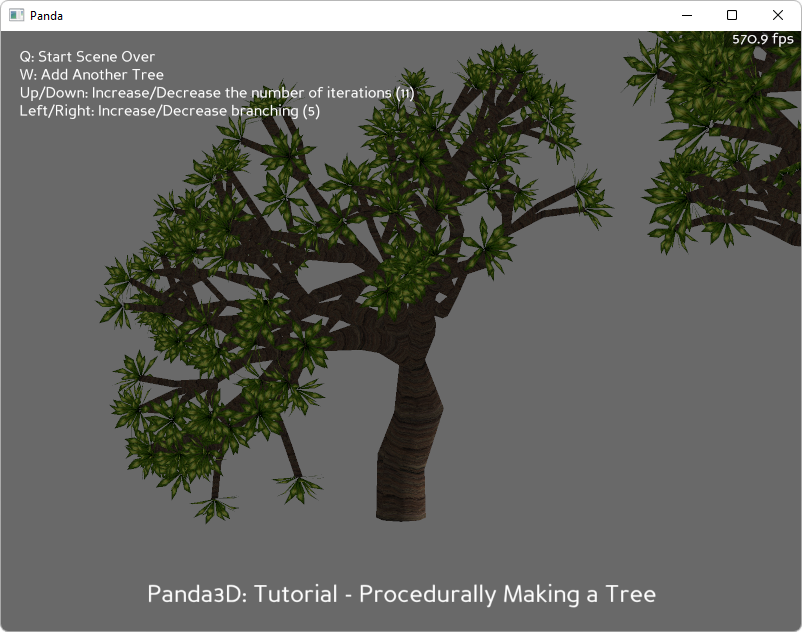 Panda
570.9 fps
Q: Start Scene Over
W: Add Another Tree
Up/Down: Increase/Decrease the number of iterations (11)
Left/Right: Increase/Decrease branching (5)
Panda3D: Tutorial - Procedurally Making a Tree